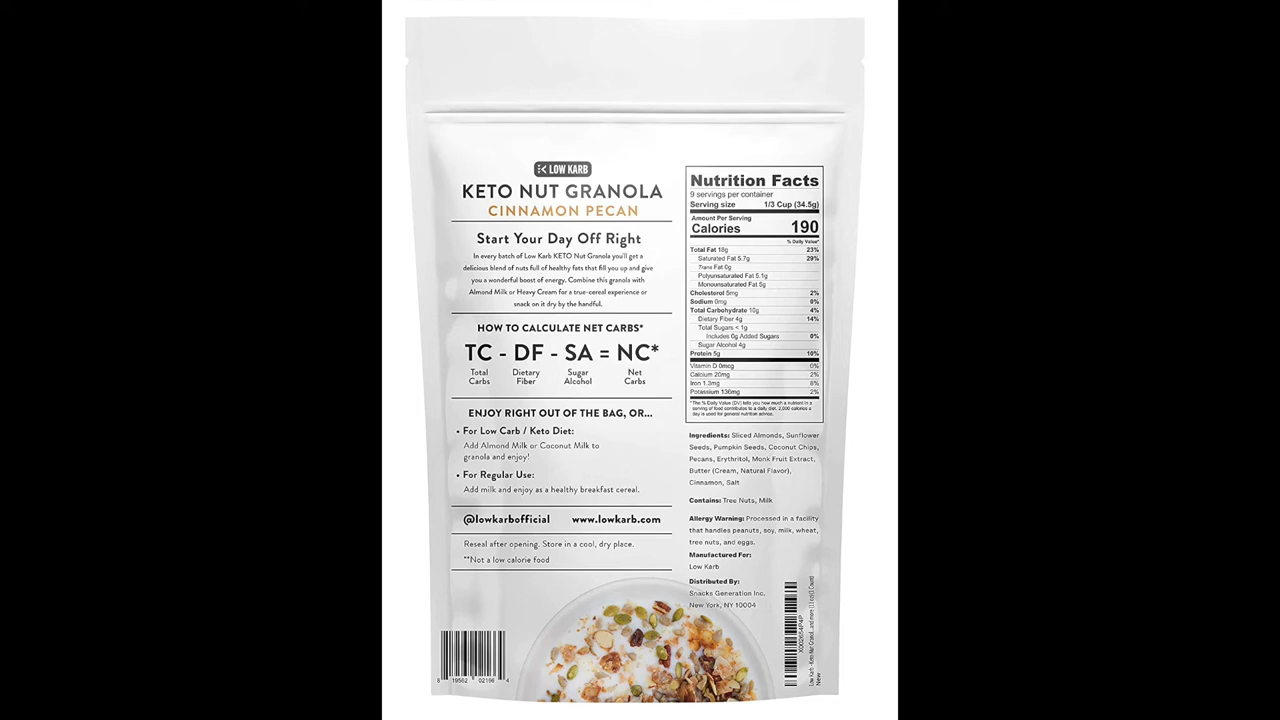 LOW KARB
KETO NUT GRANOLA
CINNAMON PECAN
Start Your Day Off Right
In every batch of Low Karb KETO Nut Granola you'll get a
delicious blend of nuts full of healthy fats that fill you up and give
you a wonderful boost of energy. Combine this granola with
Almond Milk or Heavy Cream for a true-cereal experience or
snack on it dry by the handful.
HOW TO CALCULATE NET CARBS*
TC - DF - SA = NC*
Total Dietary Sugar Net
Carbs Fiber Alcohol Carbs
ENJOY RIGHT OUT OF THE BAG, OR...
• For Low Carb / Keto Diet:
Add Almond Milk or Coconut Milk to
granola and enjoy!
• For Regular Use:
Add milk and enjoy as a healthy breakfast cereal.
@lowkarbofficial www.lowkarb.com
Reseal after opening. Store in a cool, dry place.
**Not a low calorie food
8 19562 02196 4
Nutrition Facts
9 servings per container
Serving size 1/3 Cup (34.5g)
Amount Per Serving
Calories 190
% Daily Value*
Total Fat 18g 23%
Saturated Fat 5.7g 29%
Trans Fat 0g
Polyunsaturated Fat 5.1g
Monounsaturated Fat 5g
Cholesterol 5mg 2%
Sodium 0mg 0%
Total Carbohydrate 10g 4%
Dietary Fiber 4g 14%
Total Sugars < 1g
Includes 0g Added Sugars 0%
Sugar Alcohol 4g
Protein 5g 10%
Vitamin D 0mcg 0%
Calcium 20mg 2%
Iron 1.3mg 8%
Potassium 136mg 2%
*The % Daily Value (DV) tells you how much a nutrient in a
serving of food contributes to a daily diet. 2,000 calories a
day is used for general nutrition advice.
Ingredients: Sliced Almonds, Sunflower
Seeds, Pumpkin Seeds, Coconut Chips,
Pecans, Erythritol, Monk Fruit Extract,
Butter (Cream, Natural Flavor),
Cinnamon, Salt
Contains: Tree Nuts, Milk
Allergy Warning: Processed in a facility
that handles peanuts, soy, milk, wheat,
tree nuts, and eggs.
Manufactured For:
Low Karb
Distributed By:
Snacks Generation Inc.
New York, NY 10004
New